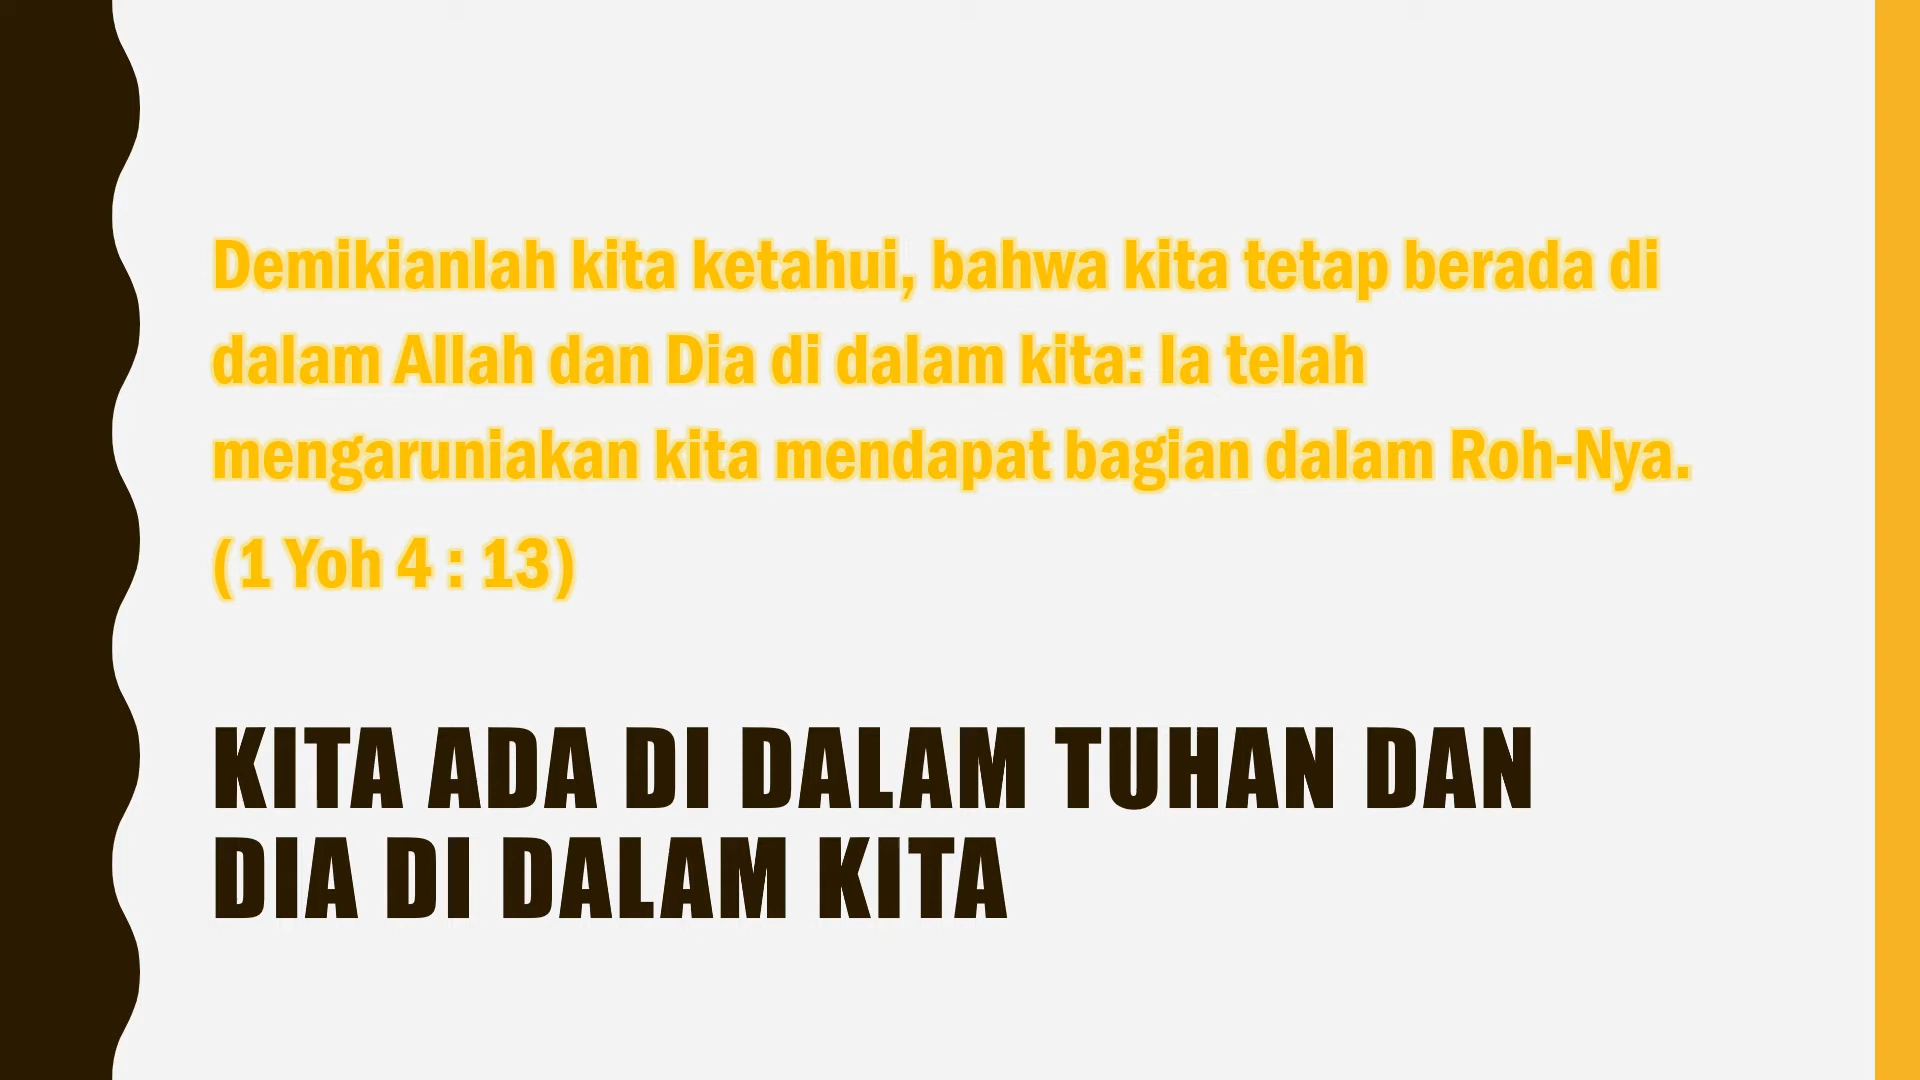 Demikianlah kita ketahui, bahwa kita tetap berada di
dalam Allah dan Dia di dalam kita: Ia telah
mengaruniakan kita mendapat bagian dalam Roh-Nya.
(1 Yoh 4 : 13)
KITA ADA DI DALAM TUHAN DAN
DIA DI DALAM KITA